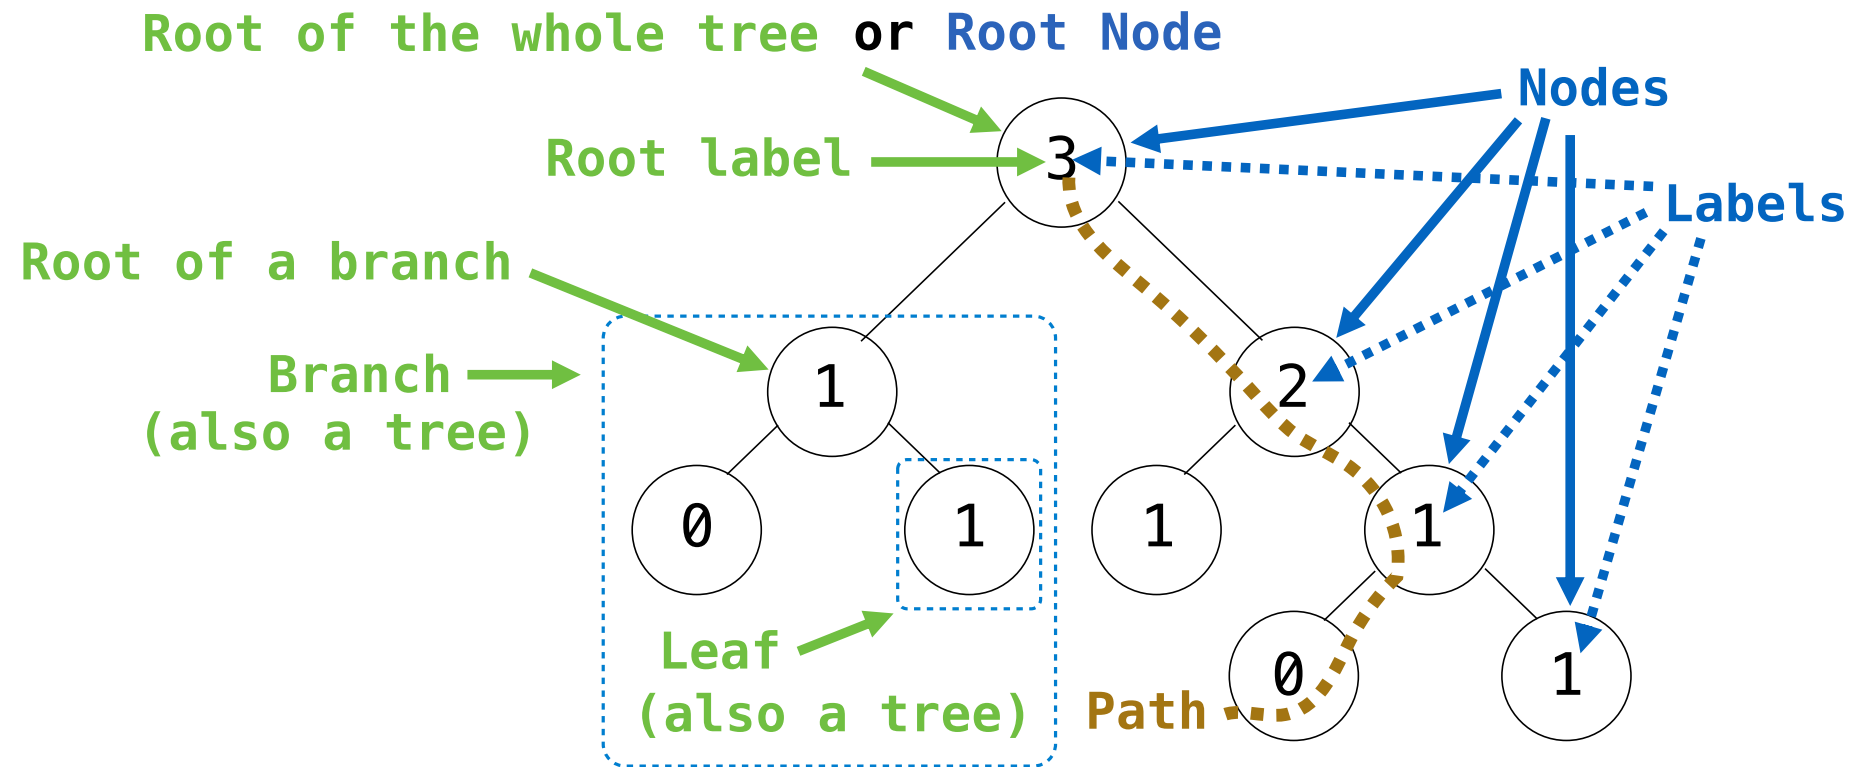 Root of the whole tree or Root Node
Nodes
Root label
3
Labels
Root of a branch
Branch
(also a tree)
1
2
0
1
1
1
Leaf
(also a tree)
Path
0
1